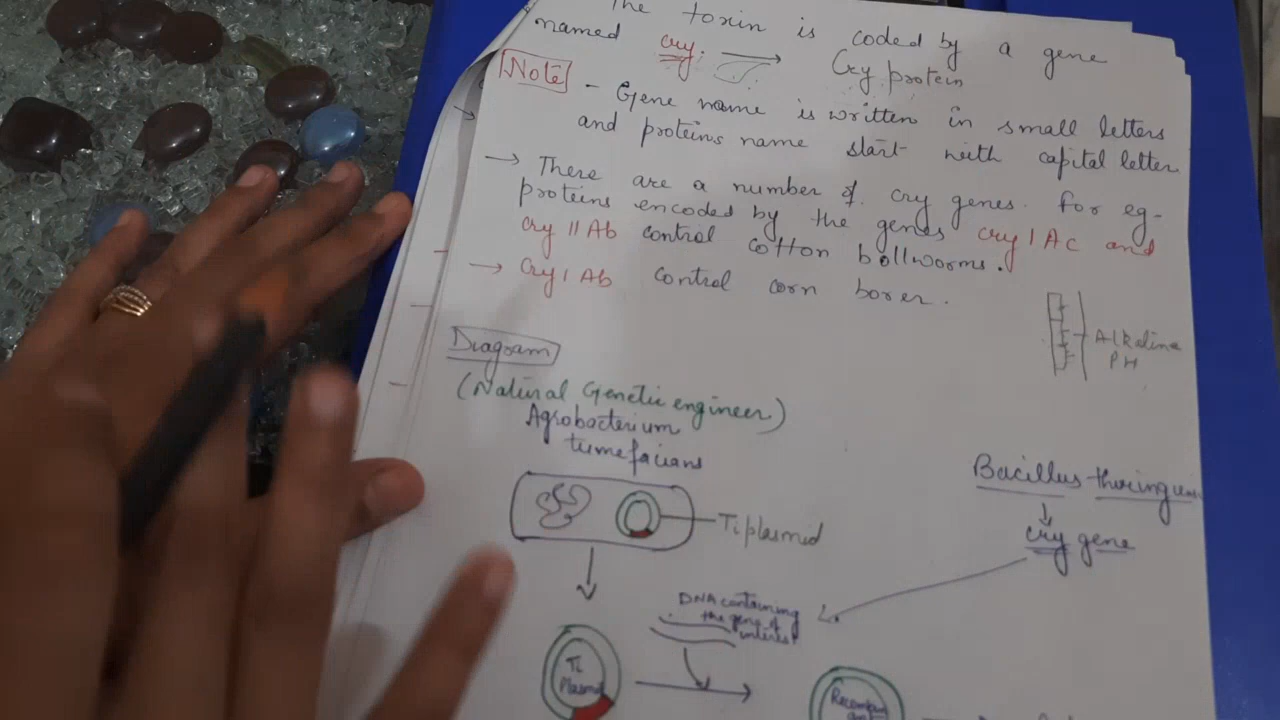 The toxin is coded by a gene
named cry. → Cry protein
Note - Gene name is written in small letters
and proteins name start with capital letter
→ There are a number of cry genes. For eg-
proteins encoded by the genes cry I Ac and
cry II Ab control cotton bollworms.
→ Cry I Ab control corn borer.
Alkaline
PH
Diagram
(Natural Genetic engineer)
Agrobacterium
tumefacians
Ti plasmid
Bacillus
cry gene
DNA containing
the gene of
interest
Ti
Plasmid